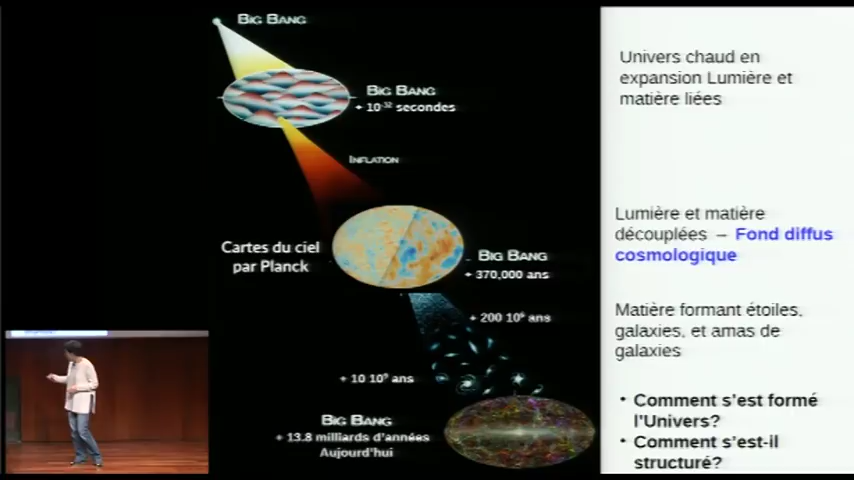 BIG BANG
BIG BANG
+ 10-32 secondes
INFLATION
Cartes du ciel
par Planck
BIG BANG
+ 370,000 ans
+ 200 10⁶ ans
+ 10 10⁹ ans
BIG BANG
+ 13.8 milliards d'années
Aujourd'hui
Univers chaud en
expansion Lumière et
matière liées
Lumière et matière
découplées – Fond diffus
cosmologique
Matière formant étoiles,
galaxies, et amas de
galaxies
• Comment s'est formé
l'Univers?
• Comment s'est-il
structuré?